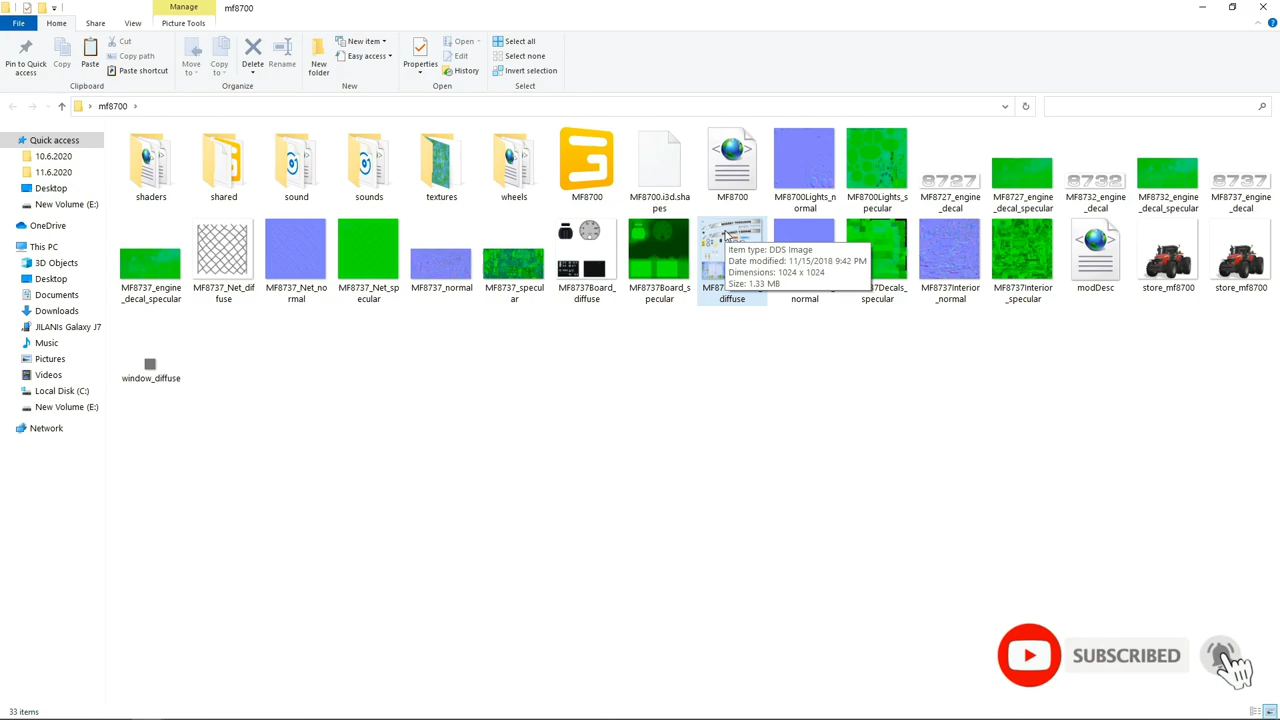 Manage
mf8700
File
Home
Share
View
Picture Tools
Pin to Quick access
Copy
Paste
Cut
Copy path
Paste shortcut
Move to
Copy to
Delete
Rename
New folder
New item
Easy access
Properties
Open
Edit
History
Select all
Select none
Invert selection
Clipboard
Organize
New
Open
Select
mf8700
Quick access
10.6.2020
11.6.2020
Desktop
New Volume (E:)
OneDrive
This PC
3D Objects
Desktop
Documents
Downloads
JILANIs Galaxy J7
Music
Pictures
Videos
Local Disk (C:)
New Volume (E:)
Network
shaders
shared
sound
sounds
textures
wheels
MF8700
MF8700.i3d.shapes
MF8700
MF8700Lights_normal
MF8700Lights_specular
8727
MF8727_engine_decal
MF8727_engine_decal_specular
8732
MF8732_engine_decal
MF8732_engine_decal_specular
8737
MF8737_engine_decal
MF8737_engine_decal_specular
MF8737_Net_diffuse
MF8737_Net_normal
MF8737_Net_specular
MF8737_normal
MF8737_specular
MF8737Board_diffuse
MF8737Board_specular
diffuse
Item type: DDS Image
Date modified: 11/15/2018 9:42 PM
Dimensions: 1024 x 1024
Size: 1.33 MB
normal
specular
MF8737Interior_normal
MF8737Interior_specular
modDesc
store_mf8700
store_mf8700
window_diffuse
SUBSCRIBED
33 items